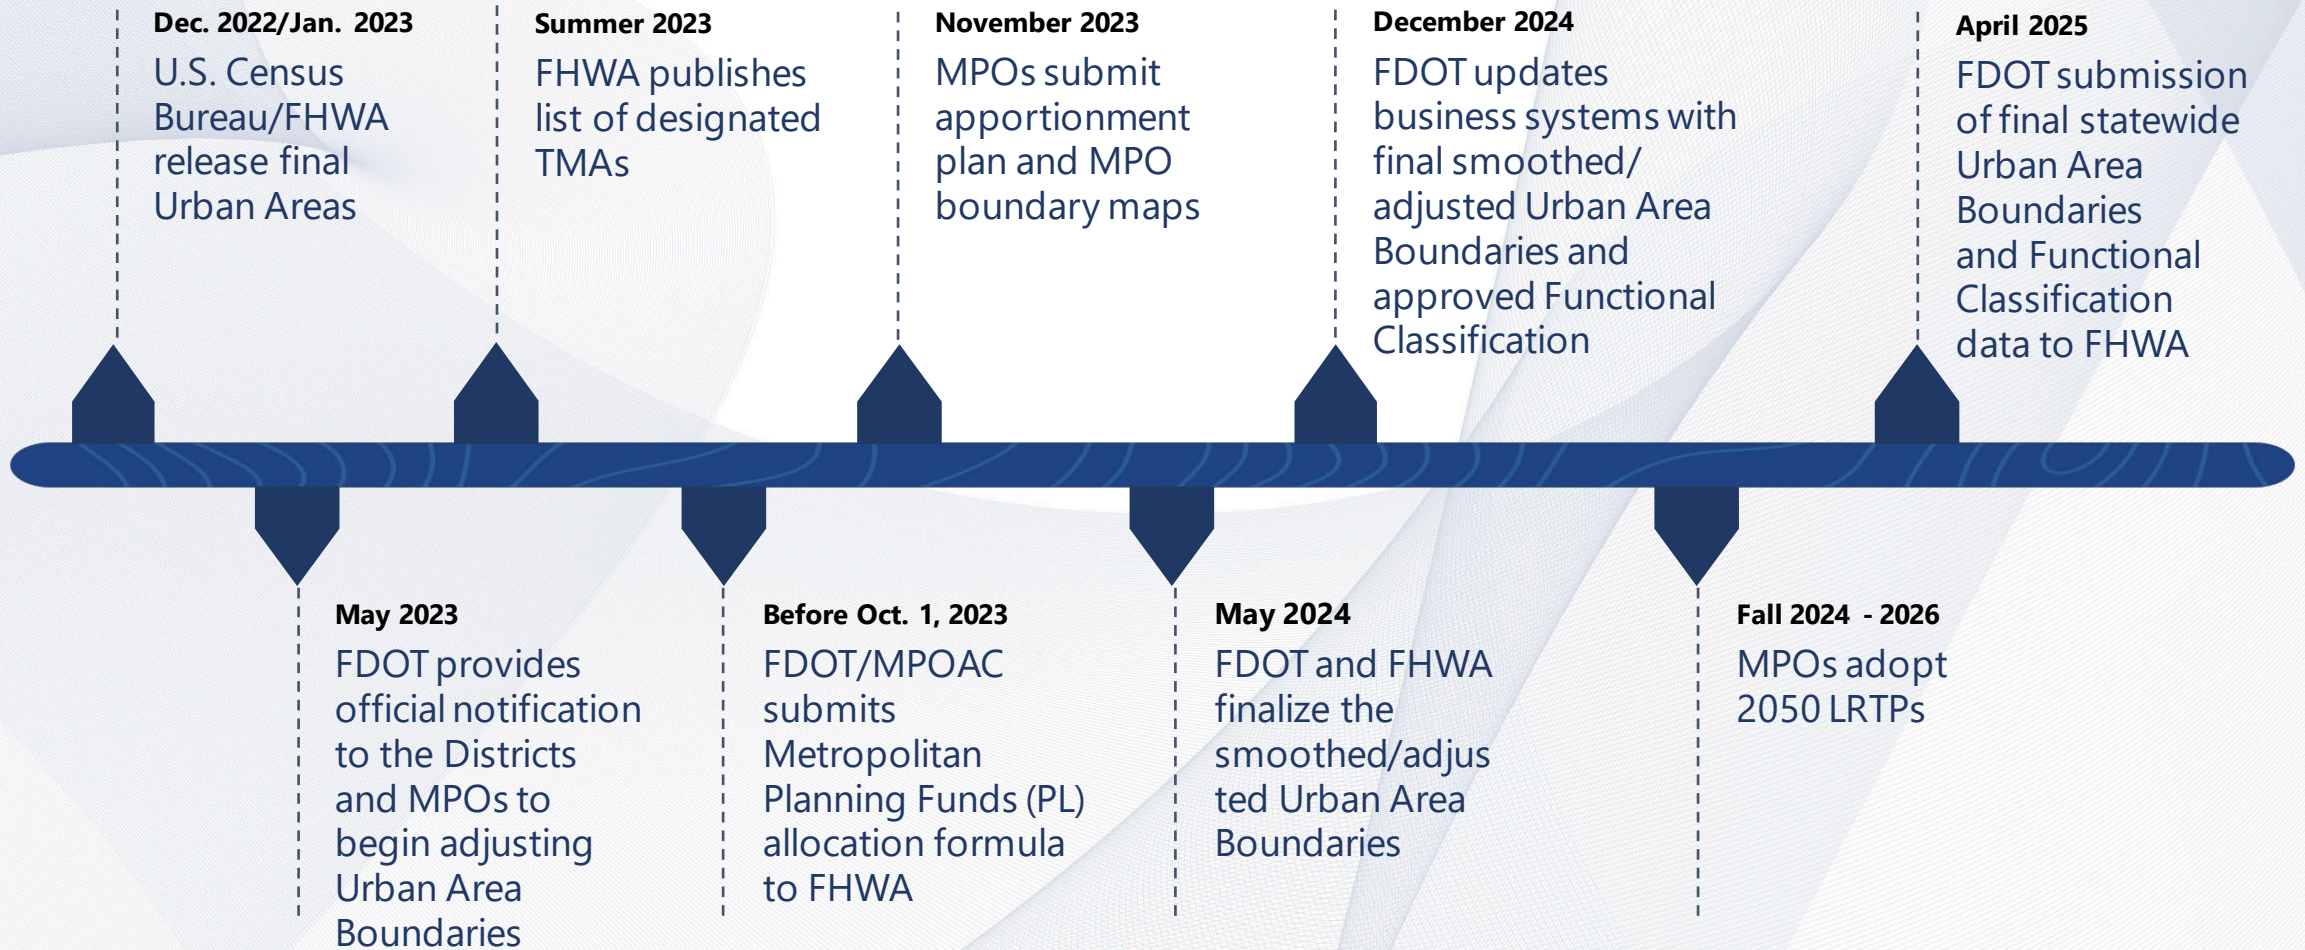 Dec. 2022/Jan. 2023
U.S. Census
Bureau/FHWA
release final
Urban Areas
Summer 2023
FHWA publishes
list of designated
TMAs
November 2023
MPOs submit
apportionment
plan and MPO
boundary maps
December 2024
FDOT updates
business systems with
final smoothed/
adjusted Urban Area
Boundaries and
approved Functional
Classification
April 2025
FDOT submission
of final statewide
Urban Area
Boundaries
and Functional
Classification
data to FHWA
May 2023
FDOT provides
official notification
to the Districts
and MPOs to
begin adjusting
Urban Area
Boundaries
Before Oct. 1, 2023
FDOT/MPOAC
submits
Metropolitan
Planning Funds (PL)
allocation formula
to FHWA
May 2024
FDOT and FHWA
finalize the
smoothed/adjus
ted Urban Area
Boundaries
Fall 2024 - 2026
MPOs adopt
2050 LRTPs